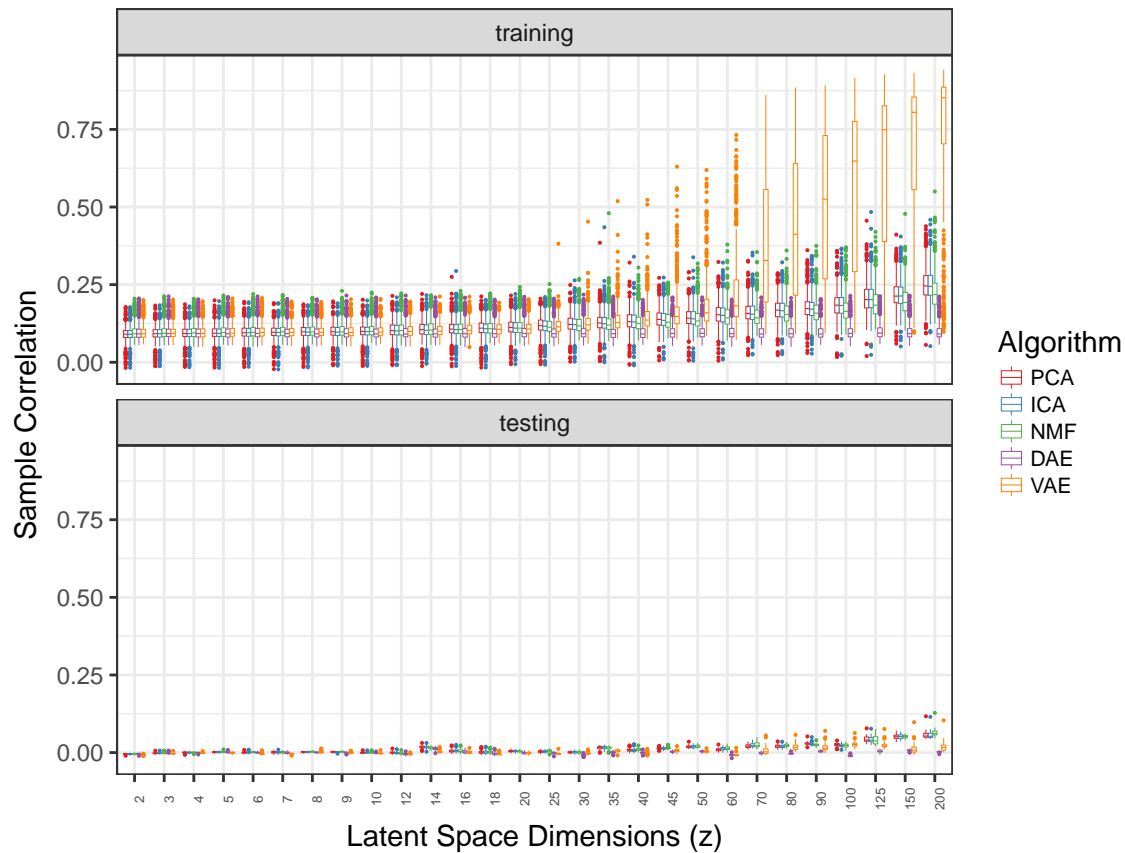 training
0.75
0.50
0.25
0.00
testing
0.75
0.50
0.25
0.00
Sample Correlation
2 3 4 5 6 7 8 9 10 12 14 16 18 20 25 30 35 40 45 50 60 70 80 90 100 125 150 200
Latent Space Dimensions (z)
Algorithm
PCA
ICA
NMF
DAE
VAE